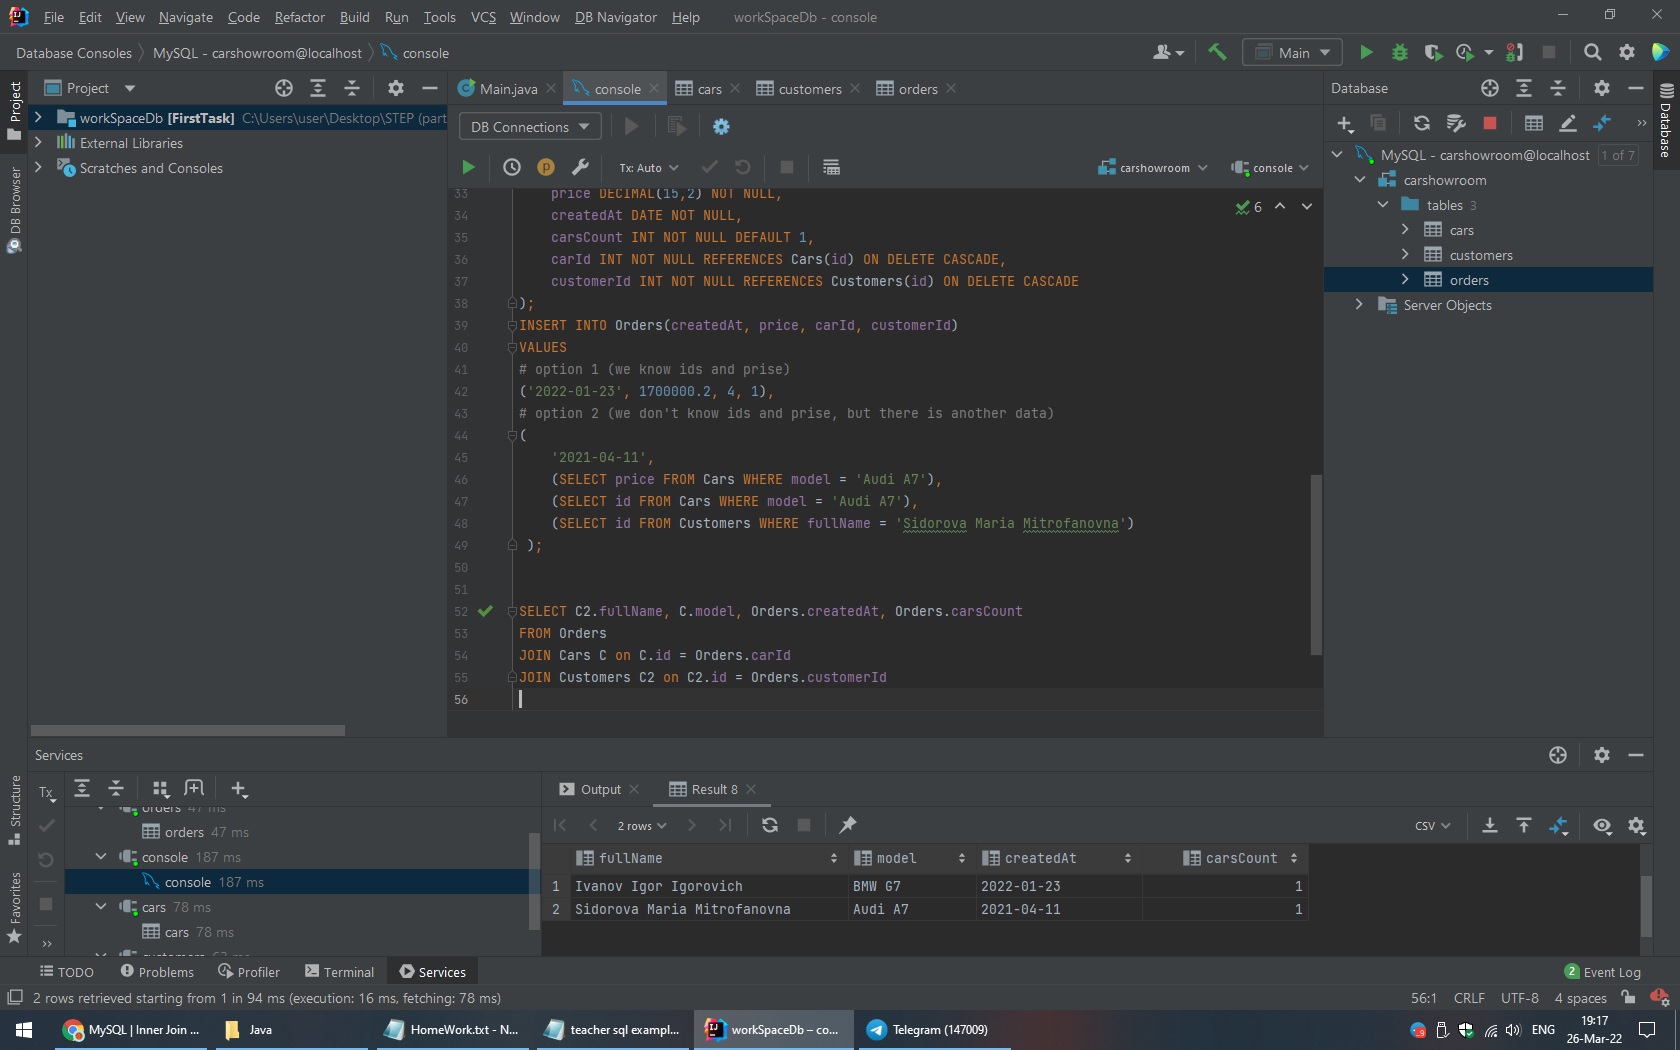 File Edit View Navigate Code Refactor Build Run Tools VCS Window DB Navigator Help workSpaceDb - console
Database Consoles MySQL - carshowroom@localhost console
Main
Project
Main.java console cars customers orders
Database
DB Connections
workSpaceDb [FirstTask] C:\Users\user\Desktop\STEP (part
External Libraries
Scratches and Consoles
Tx: Auto carshowroom console
6
MySQL - carshowroom@localhost 1 of 7
carshowroom
tables 3
cars
customers
orders
Server Objects
Project
DB Browser
Structure
Favorites
Database
33 price DECIMAL(15,2) NOT NULL,
34 createdAt DATE NOT NULL,
35 carsCount INT NOT NULL DEFAULT 1,
36 carId INT NOT NULL REFERENCES Cars(id) ON DELETE CASCADE,
37 customerId INT NOT NULL REFERENCES Customers(id) ON DELETE CASCADE
38 );
39 INSERT INTO Orders(createdAt, price, carId, customerId)
40 VALUES
41 # option 1 (we know ids and prise)
42 ('2022-01-23', 1700000.2, 4, 1),
43 # option 2 (we don't know ids and prise, but there is another data)
44 (
45 '2021-04-11',
46 (SELECT price FROM Cars WHERE model = 'Audi A7'),
47 (SELECT id FROM Cars WHERE model = 'Audi A7'),
48 (SELECT id FROM Customers WHERE fullName = 'Sidorova Maria Mitrofanovna')
49 );
50
51
52 SELECT C2.fullName, C.model, Orders.createdAt, Orders.carsCount
53 FROM Orders
54 JOIN Cars C on C.id = Orders.carId
55 JOIN Customers C2 on C2.id = Orders.customerId
56
Services
Tx
orders 47 ms
orders 47 ms
console 187 ms
console 187 ms
cars 78 ms
cars 78 ms
customers 62 ms
Output Result 8
2 rows CSV
fullName model createdAt carsCount
1 Ivanov Igor Igorovich BMW G7 2022-01-23 1
2 Sidorova Maria Mitrofanovna Audi A7 2021-04-11 1
TODO Problems Profiler Terminal Services 2 Event Log
2 rows retrieved starting from 1 in 94 ms (execution: 16 ms, fetching: 78 ms) 56:1 CRLF UTF-8 4 spaces
MySQL | Inner Join ... Java HomeWork.txt - N... teacher sql exampl... workSpaceDb – co... Telegram (147009) ENG 19:17
26-Mar-22